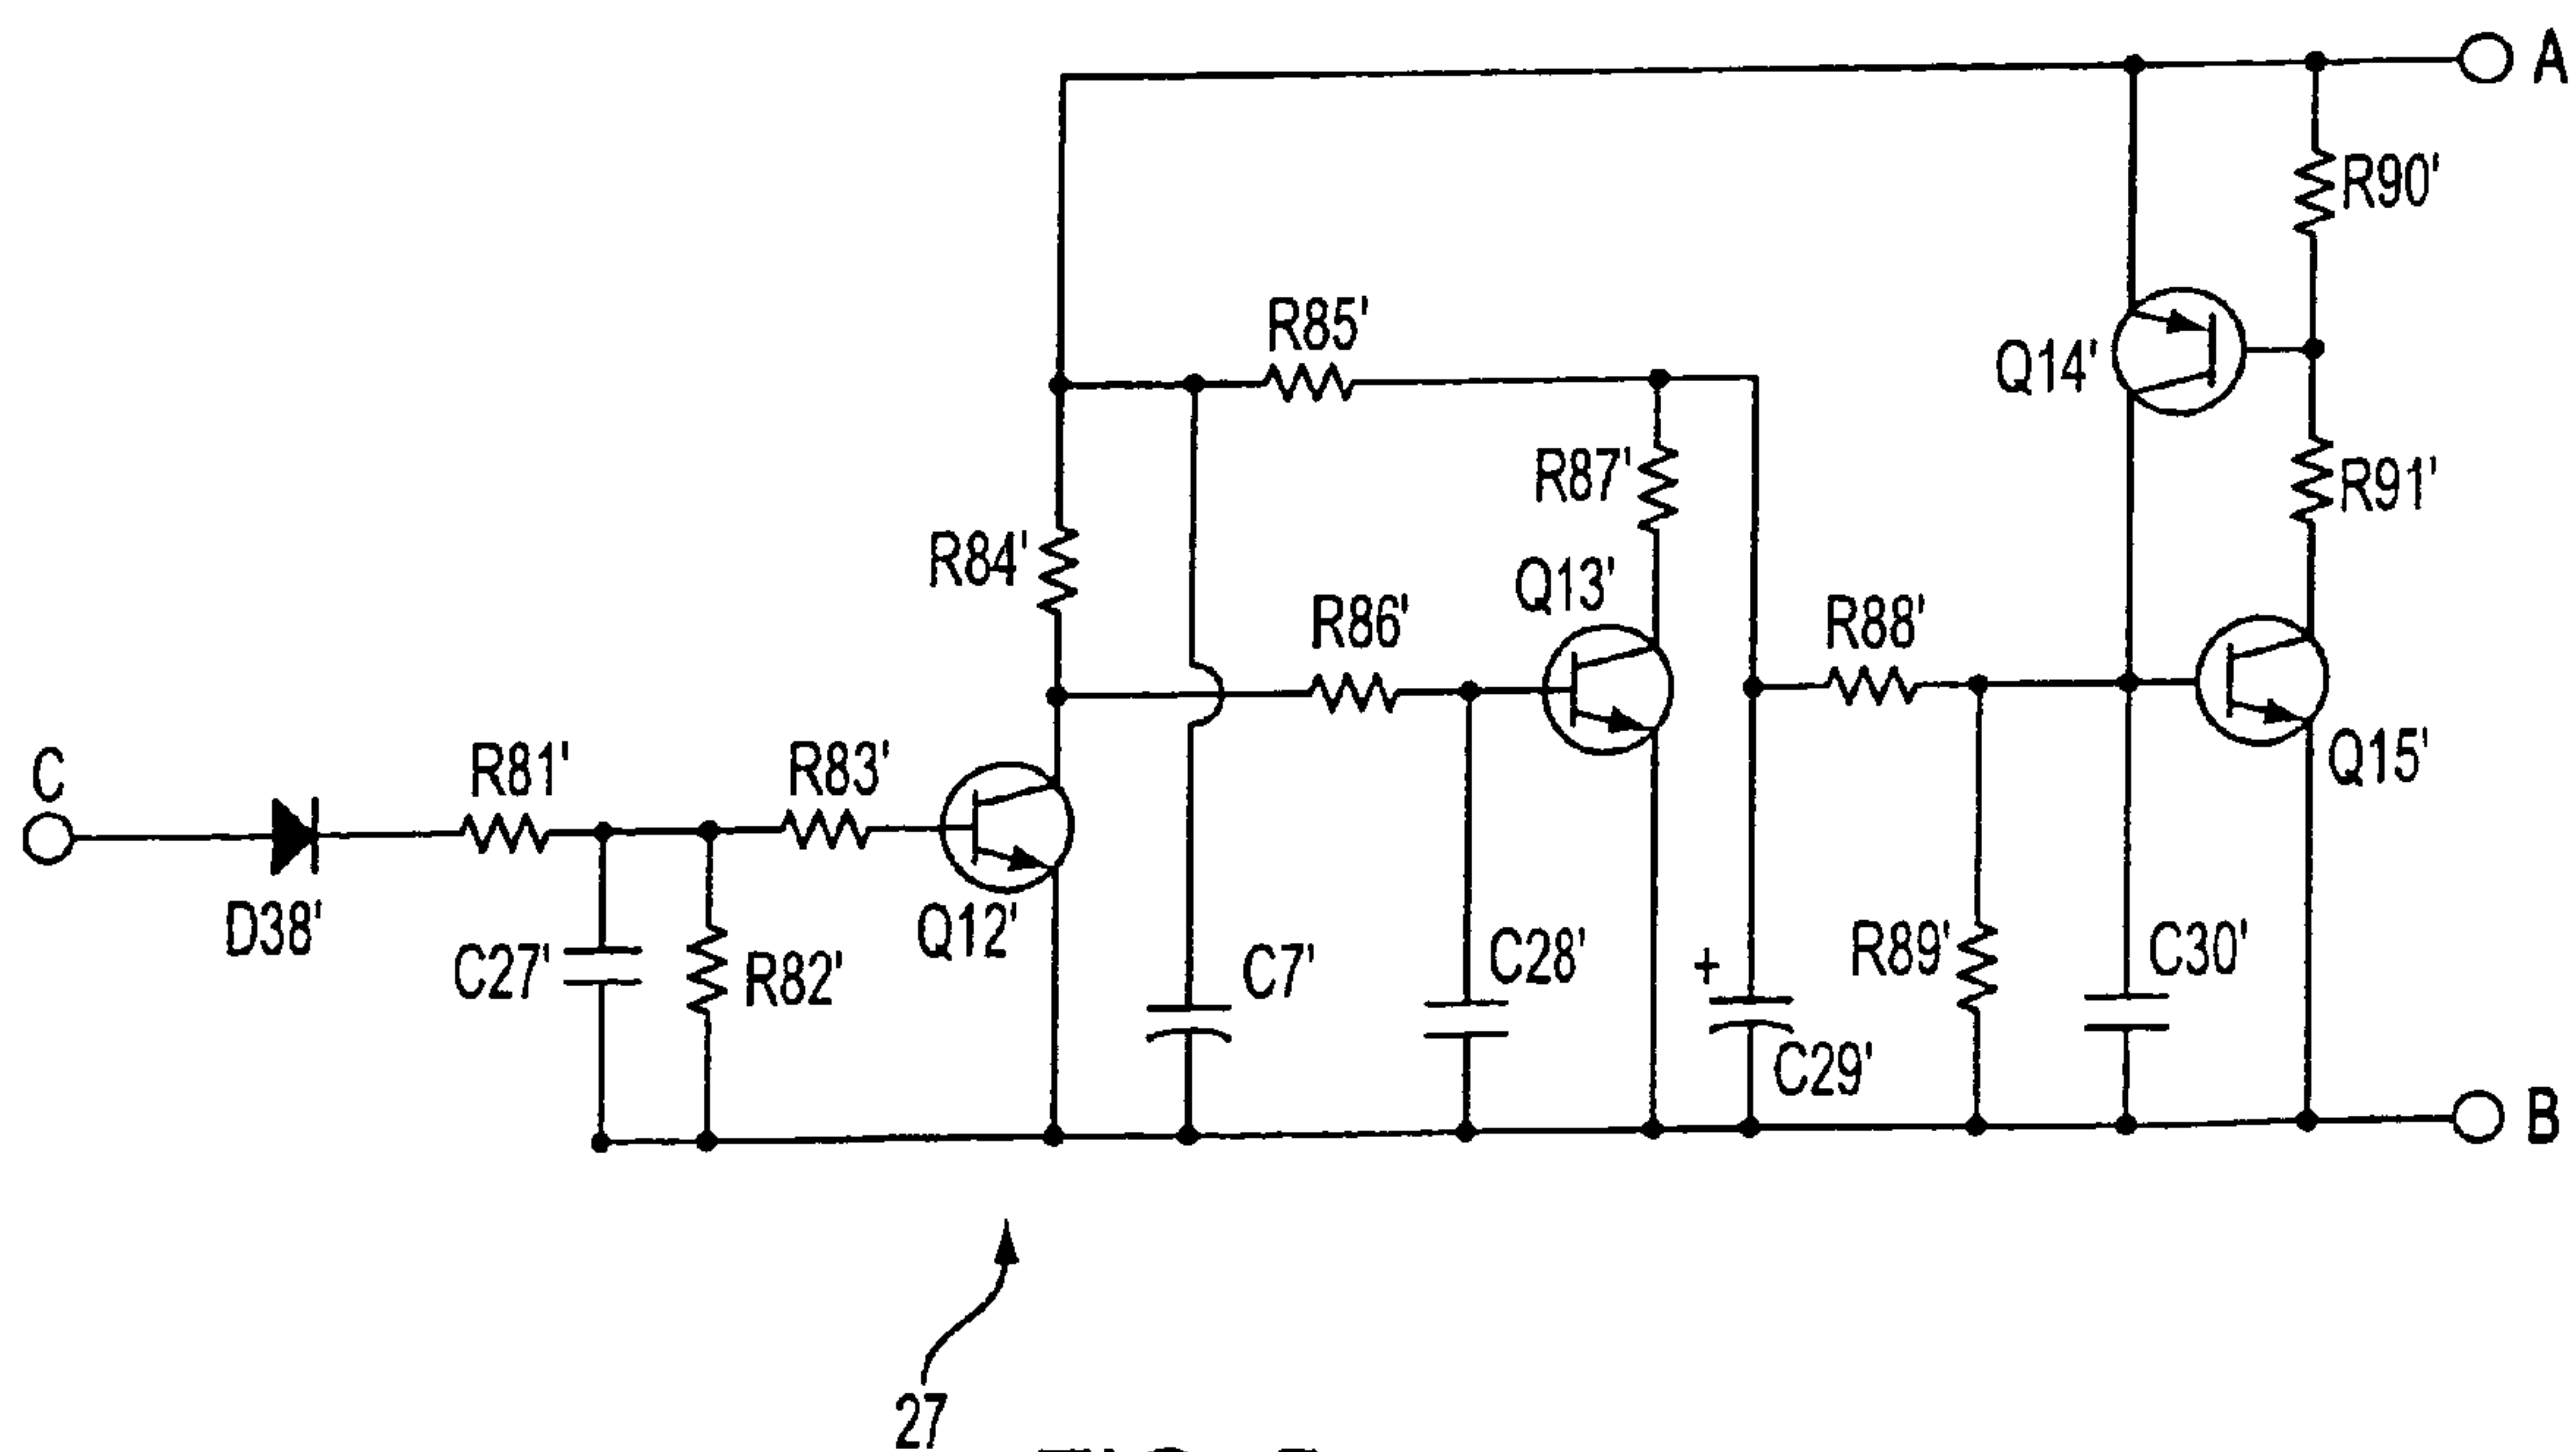 A
R90'
R85'
Q14'
R87'
R91'
R84'
Q13'
R86'
R88'
C
R81'
R83'
Q15'
D38'
Q12'
C27'
R82'
C7'
C28'
+
C29'
R89'
C30'
B
27